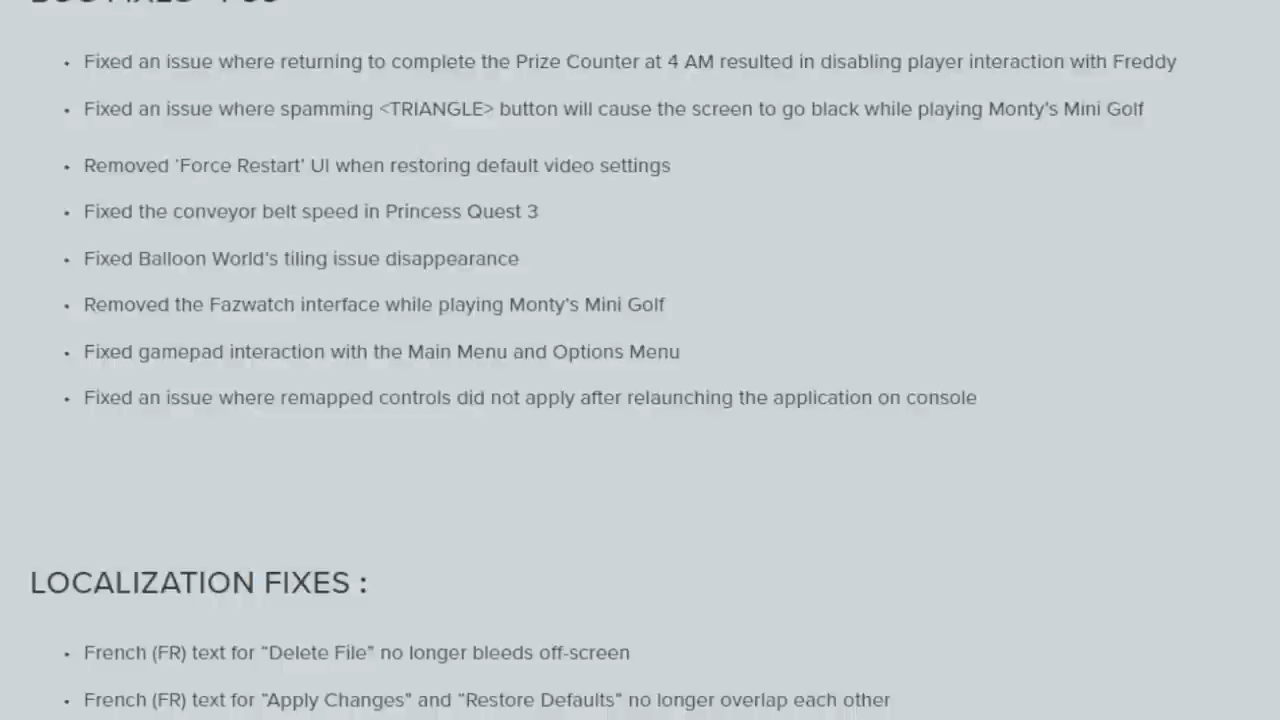 • Fixed an issue where returning to complete the Prize Counter at 4 AM resulted in disabling player interaction with Freddy
• Fixed an issue where spamming <TRIANGLE> button will cause the screen to go black while playing Monty's Mini Golf
• Removed 'Force Restart' UI when restoring default video settings
• Fixed the conveyor belt speed in Princess Quest 3
• Fixed Balloon World's tiling issue disappearance
• Removed the Fazwatch interface while playing Monty's Mini Golf
• Fixed gamepad interaction with the Main Menu and Options Menu
• Fixed an issue where remapped controls did not apply after relaunching the application on console
LOCALIZATION FIXES :
• French (FR) text for "Delete File" no longer bleeds off-screen
• French (FR) text for "Apply Changes" and "Restore Defaults" no longer overlap each other